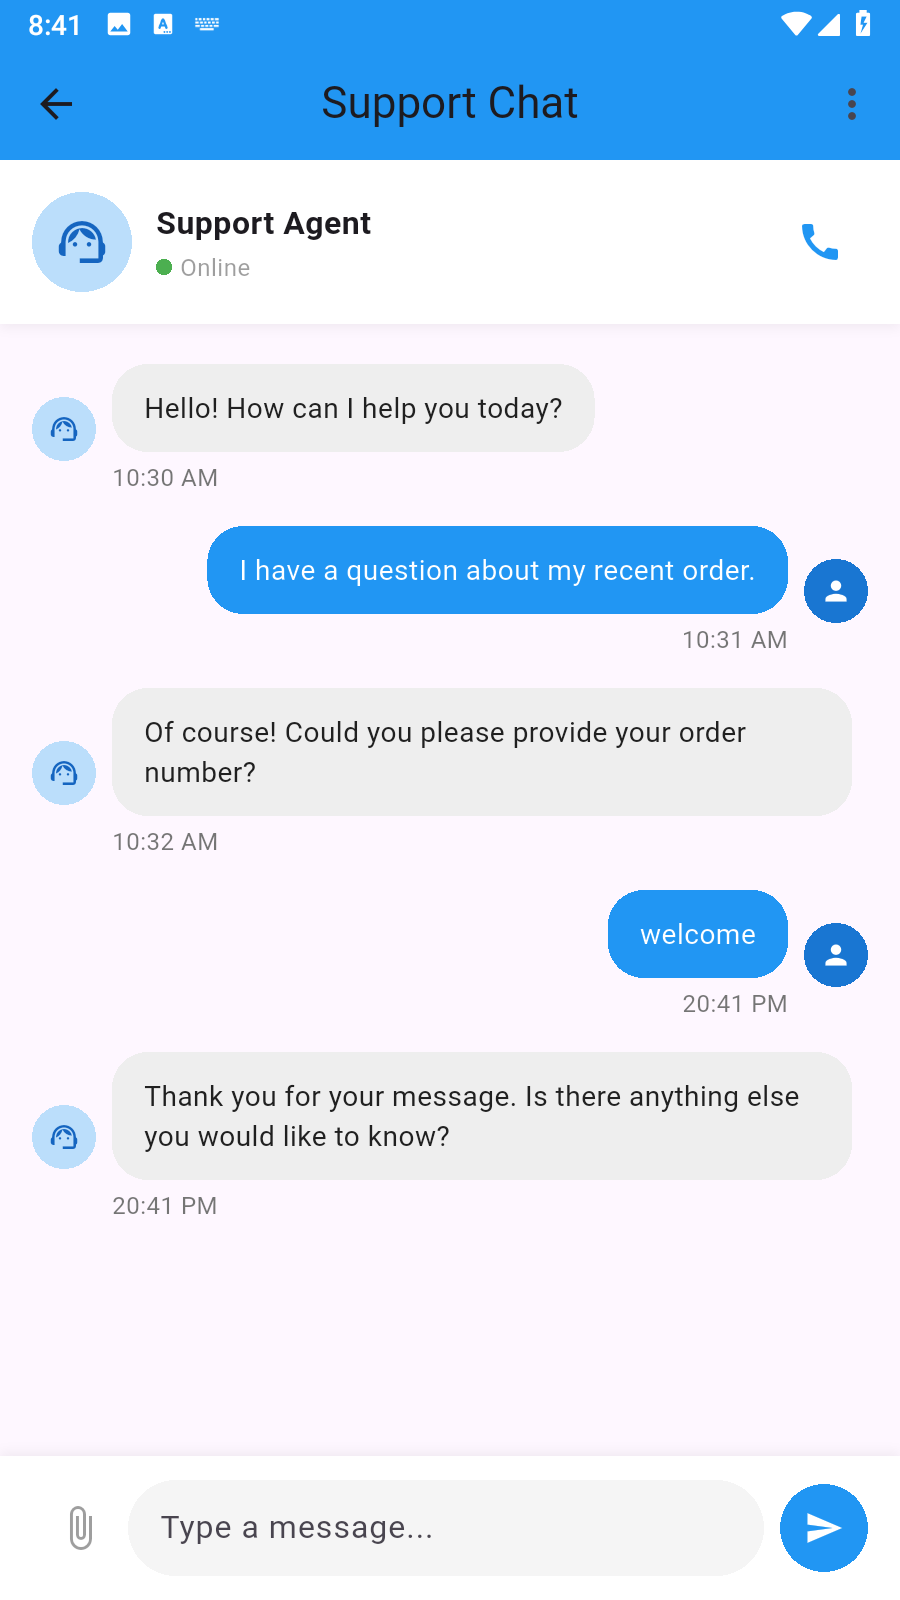 8:41
Support Chat
Support Agent
Online
Hello! How can I help you today?
10:30 AM
I have a question about my recent order.
10:31 AM
Of course! Could you please provide your order
number?
10:32 AM
welcome
20:41 PM
Thank you for your message. Is there anything else
you would like to know?
20:41 PM
Type a message...